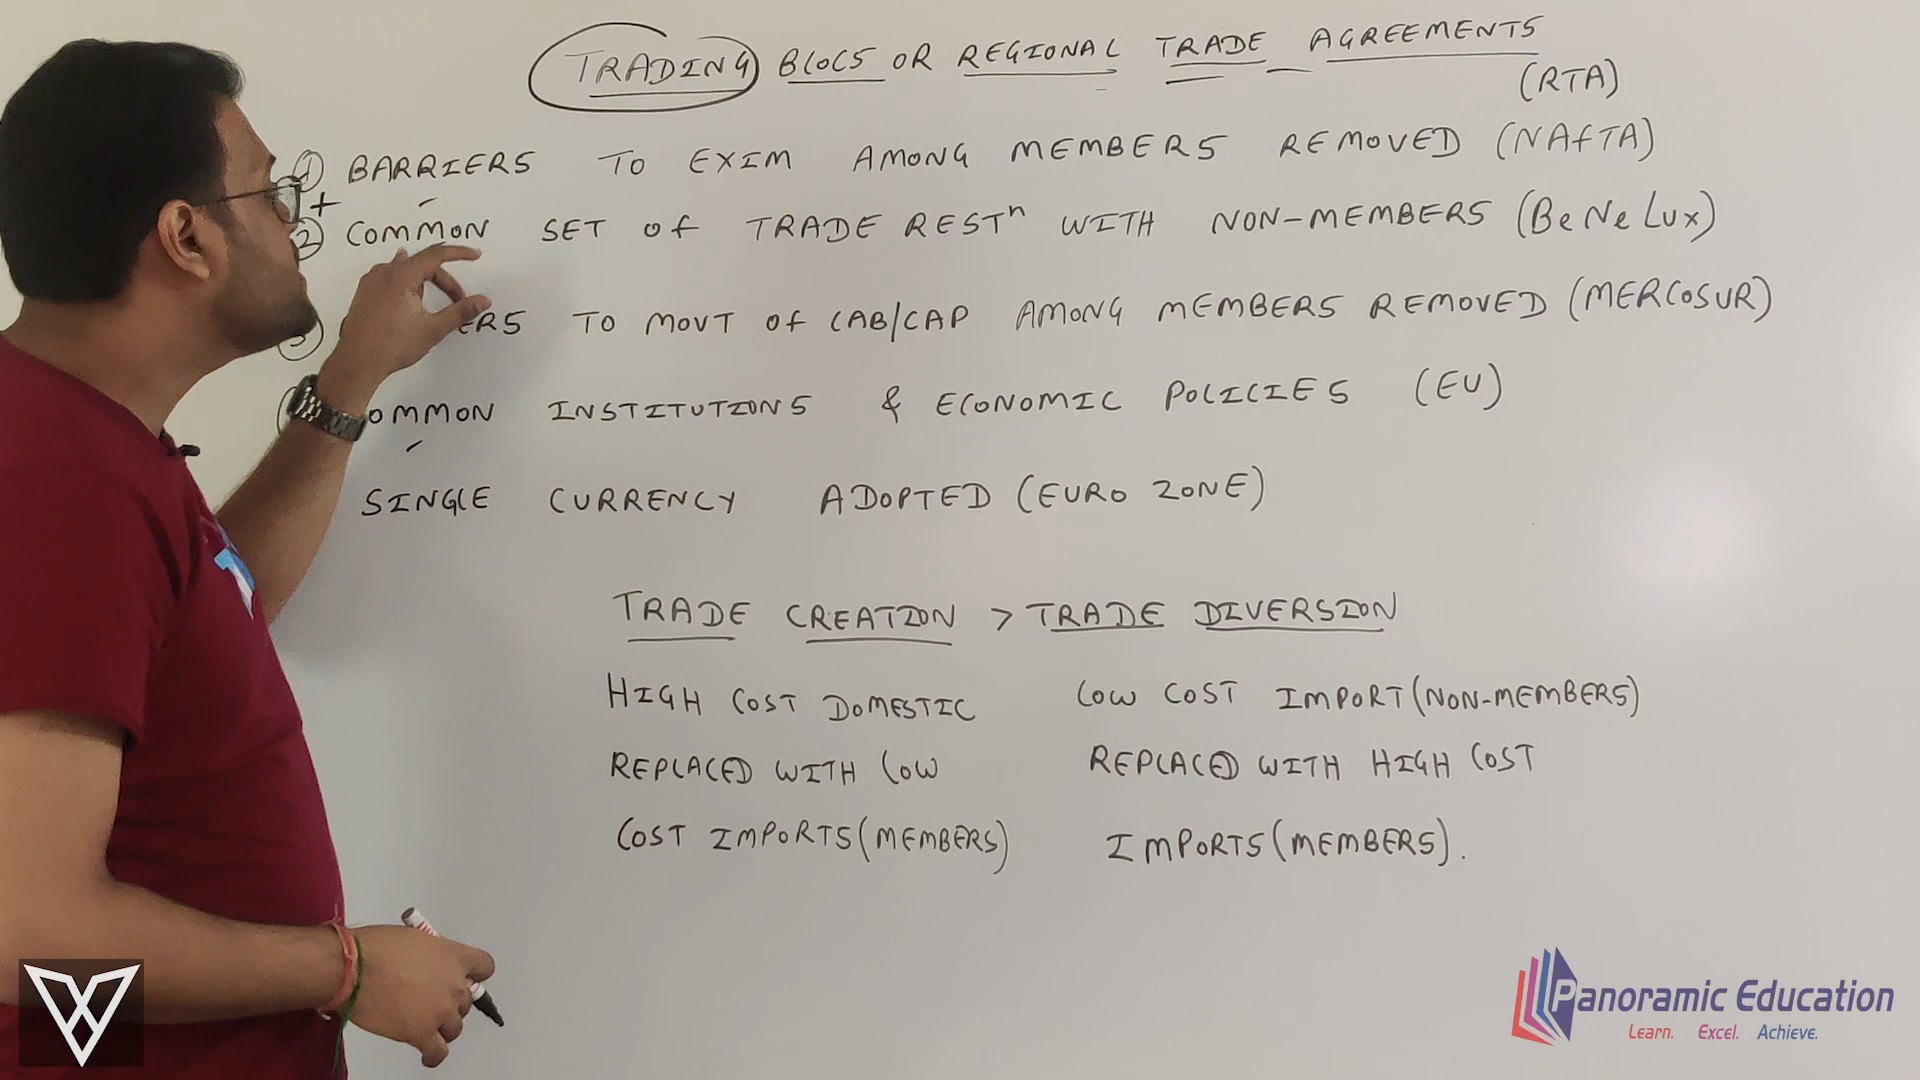 TRADING BLOCS OR REGIONAL TRADE AGREEMENTS
(RTA)
① BARRIERS TO EXIM AMONG MEMBERS REMOVED (NAFTA)
+
② COMMON SET OF TRADE RESTⁿ WITH NON-MEMBERS (BeNeLux)
③ ERS TO MOVT OF LAB/CAP AMONG MEMBERS REMOVED (MERCOSUR)
OMMON INSTITUTIONS & ECONOMIC POLICIES (EU)
SINGLE CURRENCY ADOPTED (EURO ZONE)
TRADE CREATION > TRADE DIVERSION
HIGH COST DOMESTIC LOW COST IMPORT (NON-MEMBERS)
REPLACED WITH LOW REPLACED WITH HIGH COST
COST IMPORTS (MEMBERS) IMPORTS (MEMBERS).
Panoramic Education
Learn. Excel. Achieve.